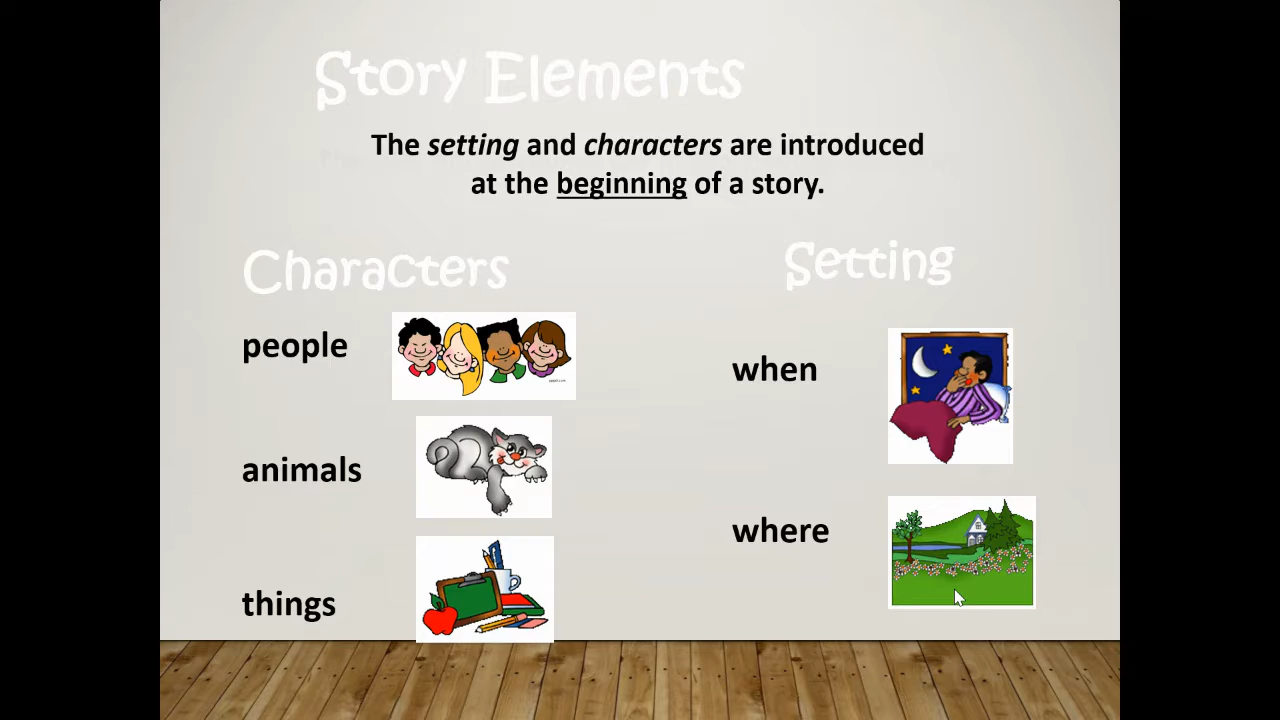 Story Elements
The setting and characters are introduced
at the beginning of a story.
Characters
people
animals
things
Setting
when
where